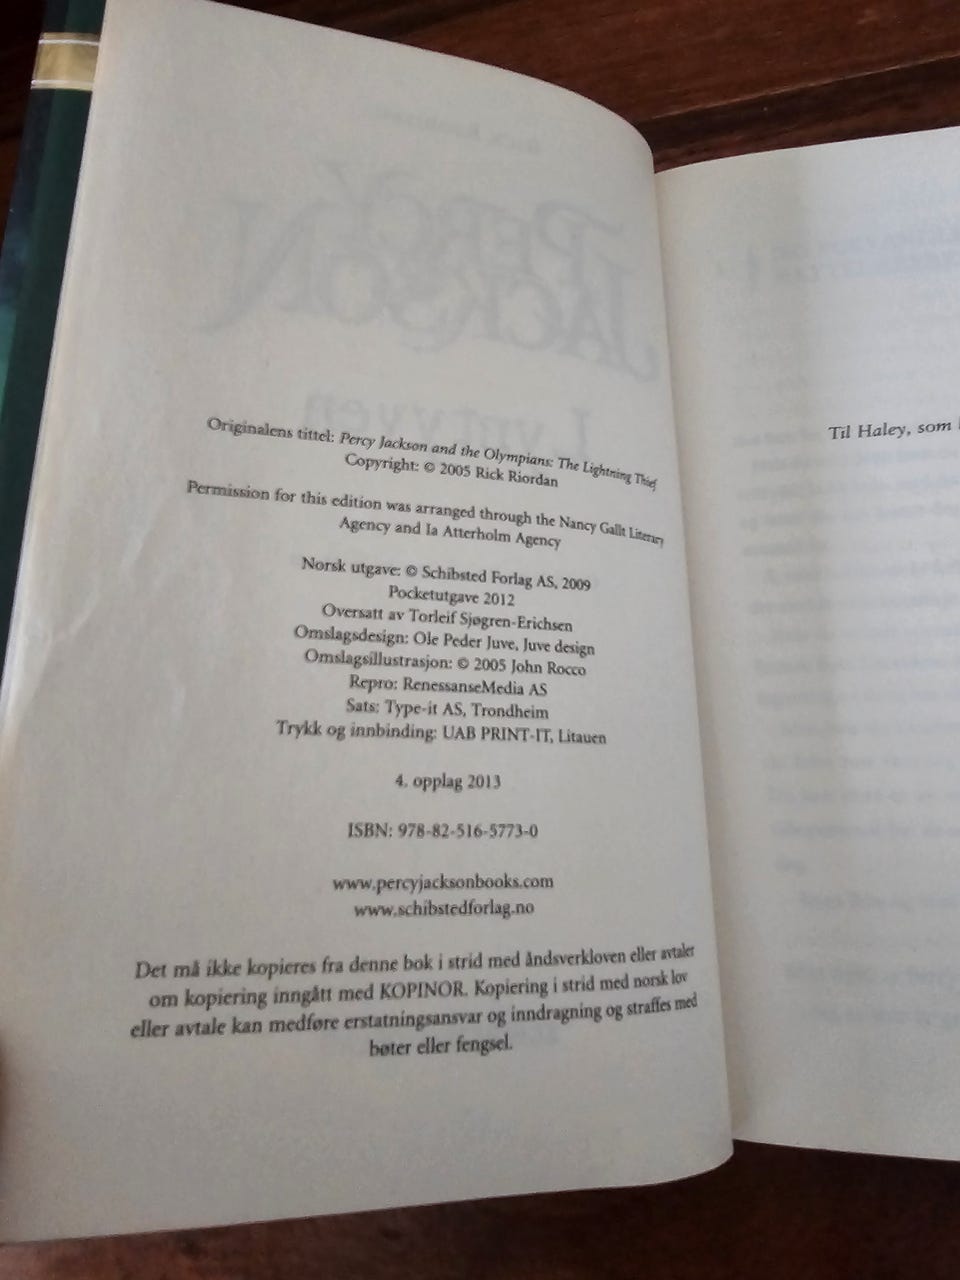 Originalens tittel: Percy Jackson and the Olympians: The Lightning Thief
Copyright: © 2005 Rick Riordan
Permission for this edition was arranged through the Nancy Gallt Literary
Agency and Ia Atterholm Agency
Norsk utgave: © Schibsted Forlag AS, 2009
Pocketutgave 2012
Oversatt av Torleif Sjøgren-Erichsen
Omslagsdesign: Ole Peder Juve, Juve design
Omslagsillustrasjon: © 2005 John Rocco
Repro: RenessanseMedia AS
Sats: Type-it AS, Trondheim
Trykk og innbinding: UAB PRINT-IT, Litauen
4. opplag 2013
ISBN: 978-82-516-5773-0
www.percyjacksonbooks.com
www.schibstedforlag.no
Det må ikke kopieres fra denne bok i strid med åndsverkloven eller avtaler
om kopiering inngått med KOPINOR. Kopiering i strid med norsk lov
eller avtale kan medføre erstatningsansvar og inndragning og straffes med
bøter eller fengsel.
Til Haley, som